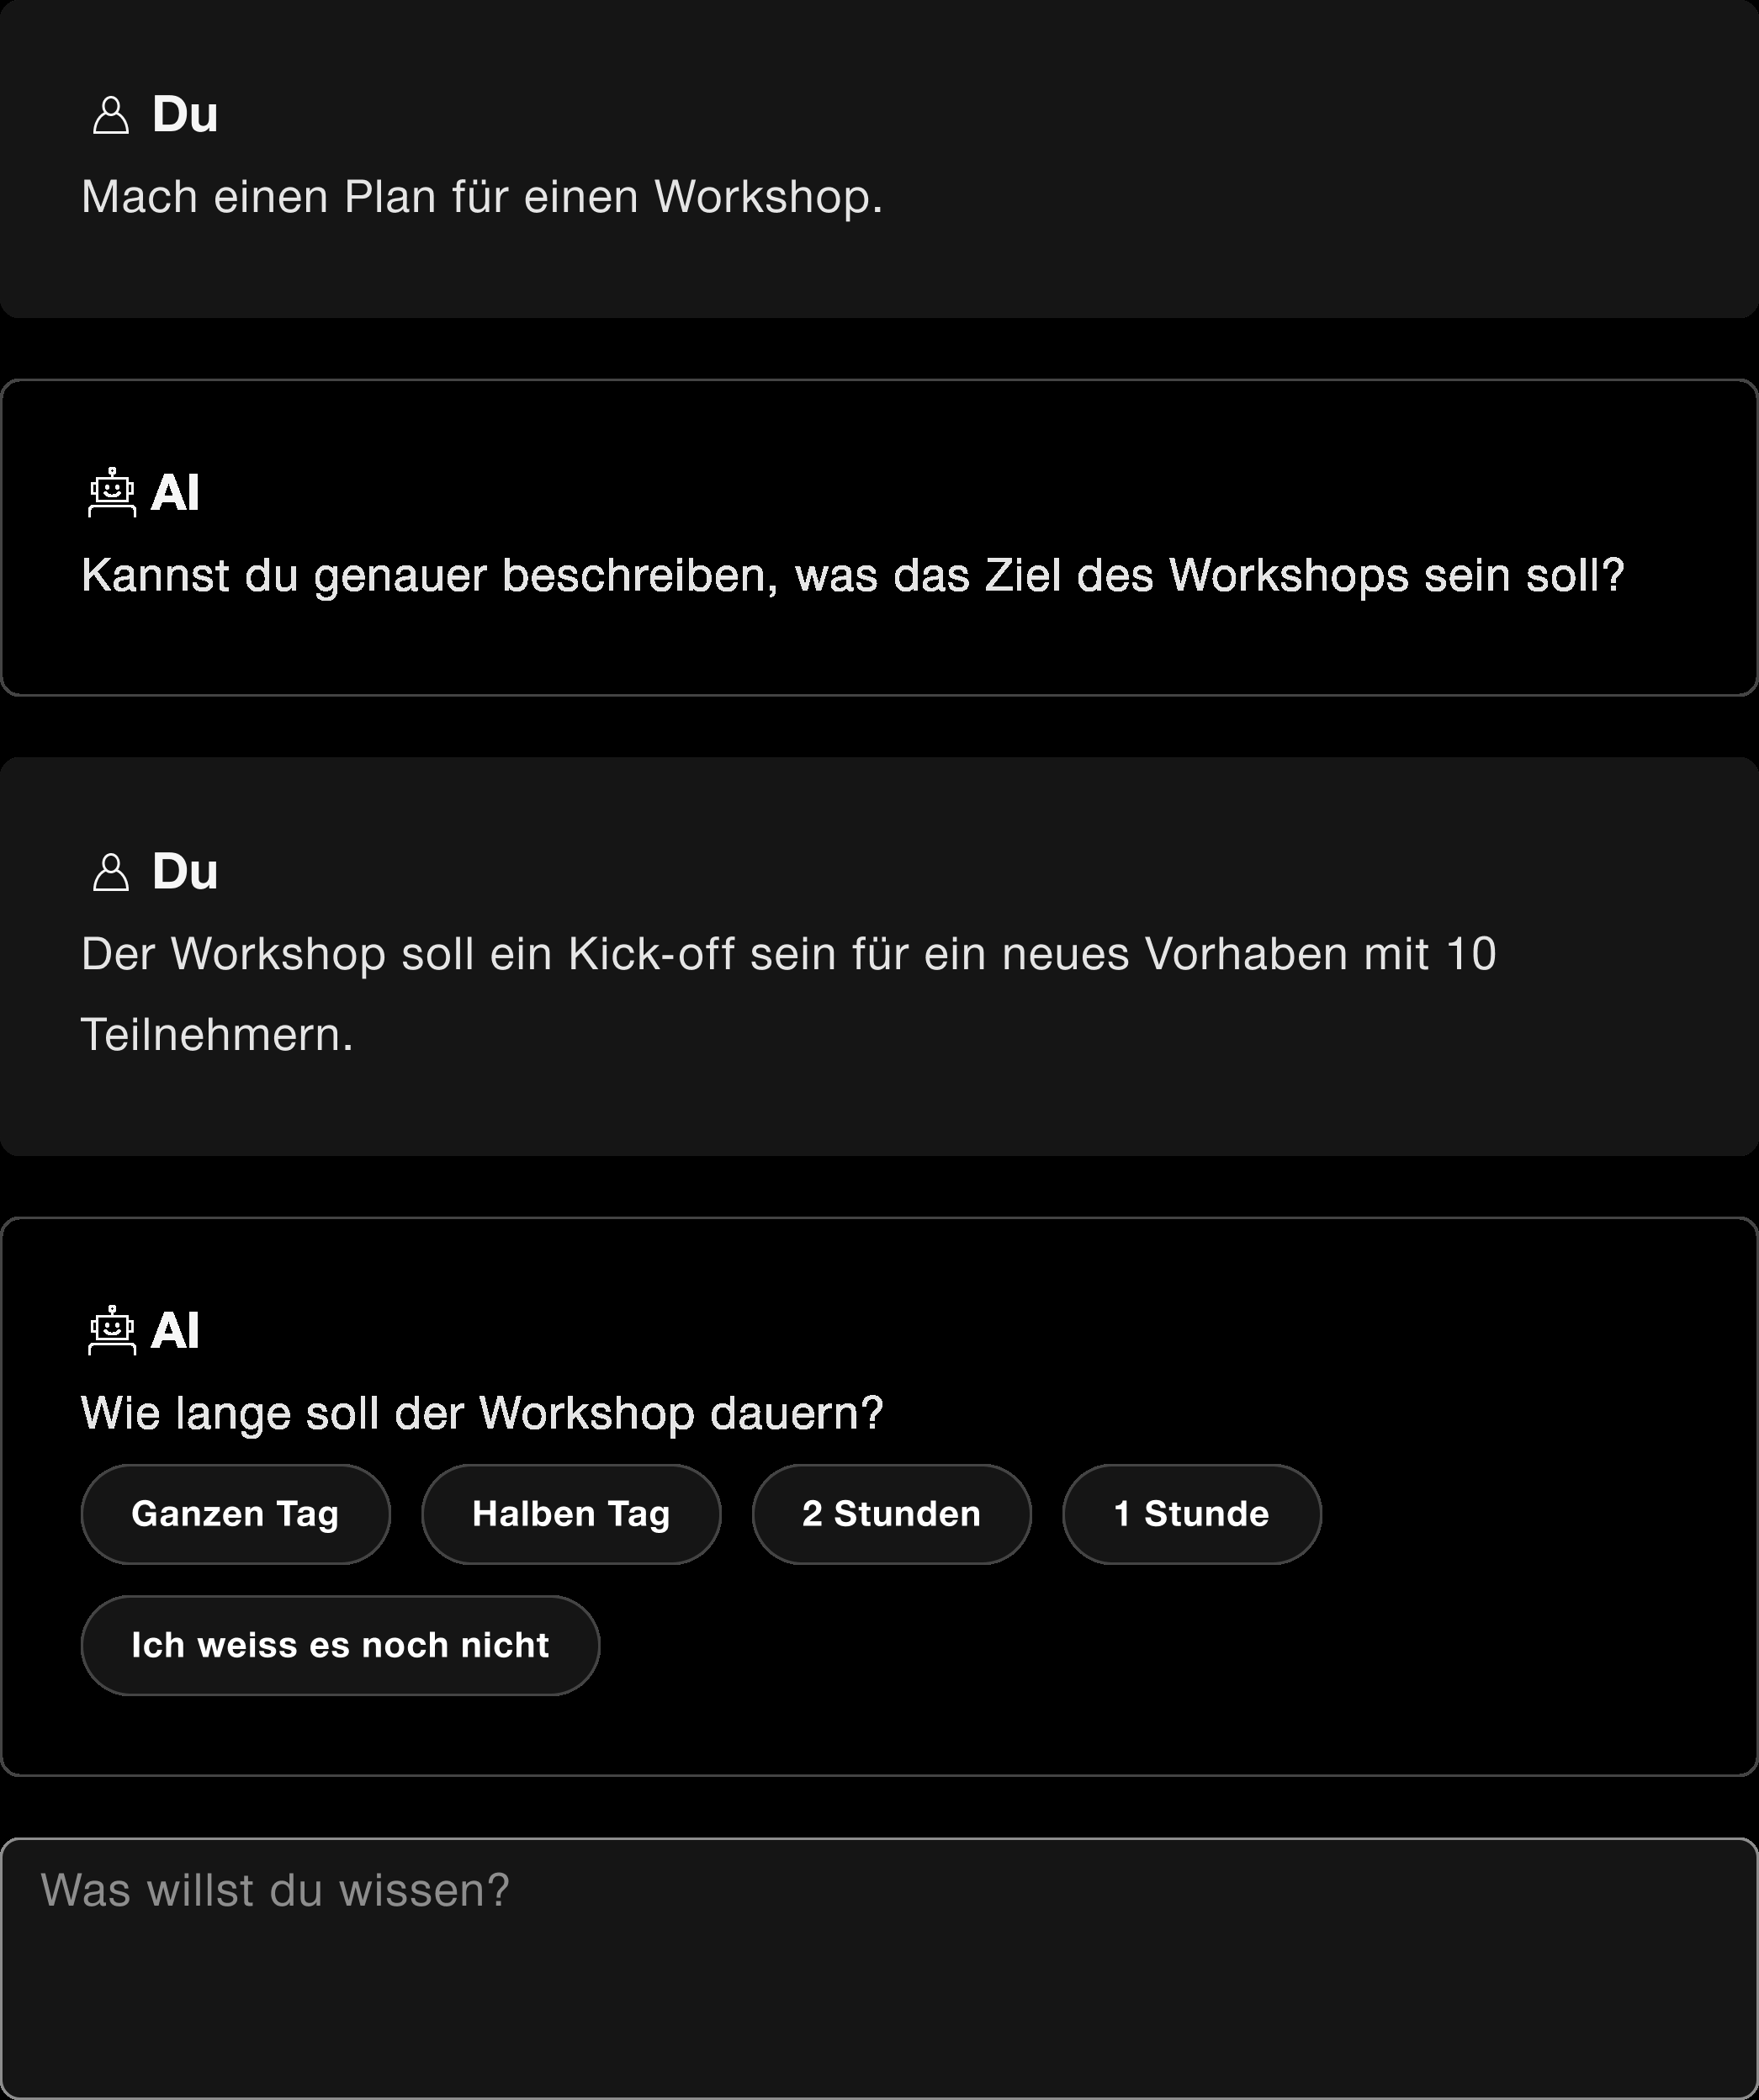 Du
Mach einen Plan für einen Workshop.
AI
Kannst du genauer beschreiben, was das Ziel des Workshops sein soll?
Du
Der Workshop soll ein Kick-off sein für ein neues Vorhaben mit 10
Teilnehmern.
AI
Wie lange soll der Workshop dauern?
Ganzen Tag Halben Tag 2 Stunden 1 Stunde
Ich weiss es noch nicht
Was willst du wissen?